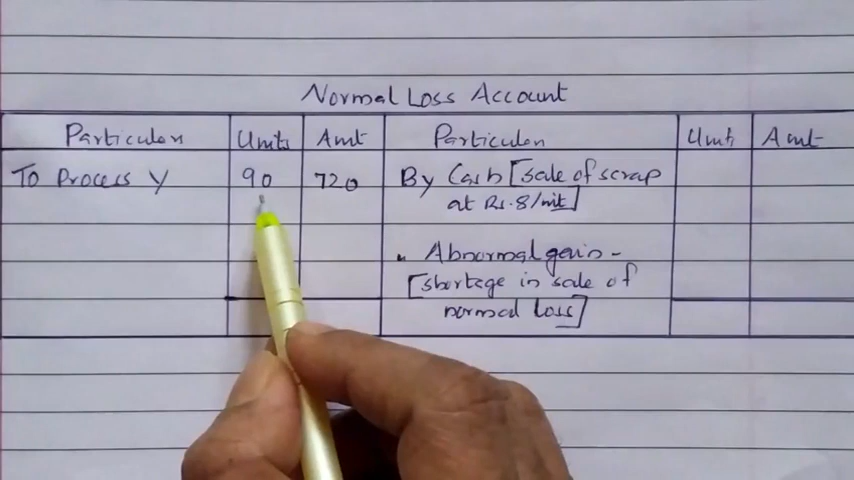 Normal Loss Account
Particulars Units Amt Particulars Units Amt
To Process Y 90 720 By Cash [sale of scrap
at Rs.8/unit]
" Abnormal gain -
[shortage in sale of
normal loss]